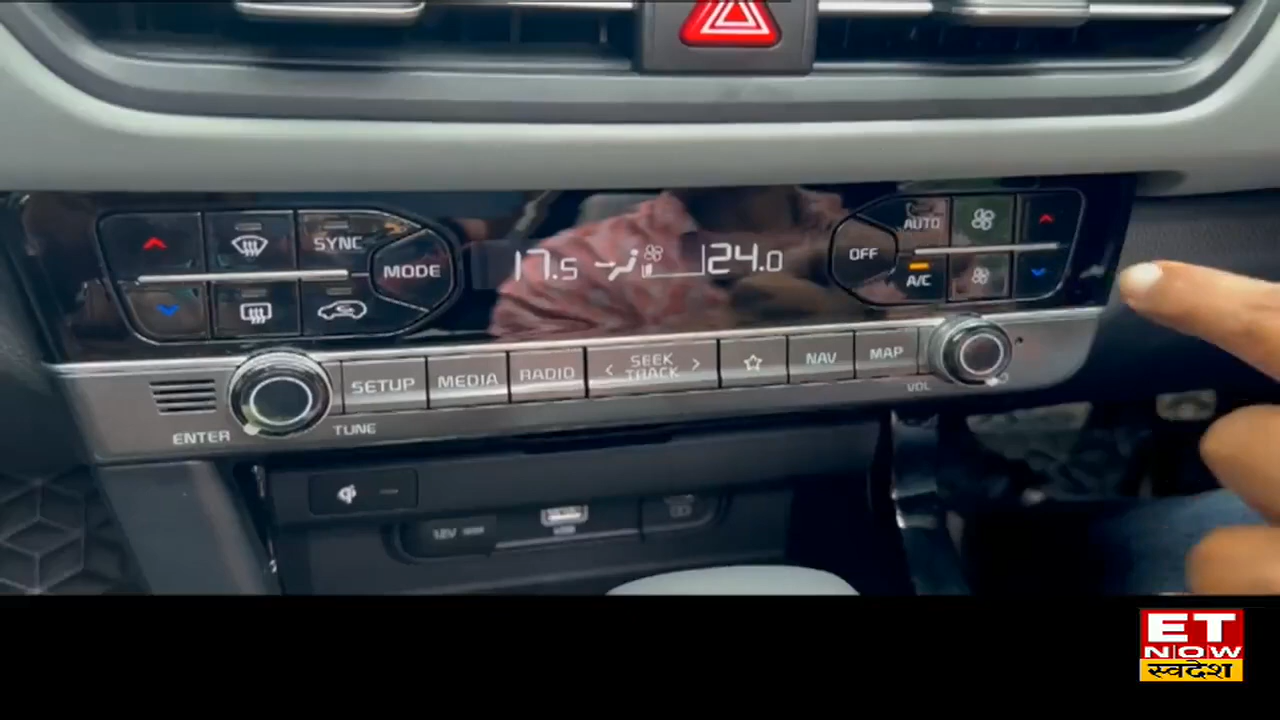 AUTO
SYNC
MODE
17.5
24.0
OFF
A/C
SETUP
MEDIA
RADIO
< SEEK >
TRACK
NAV
MAP
VOL
ENTER
TUNE
12V
ET
NOW
स्वदेश